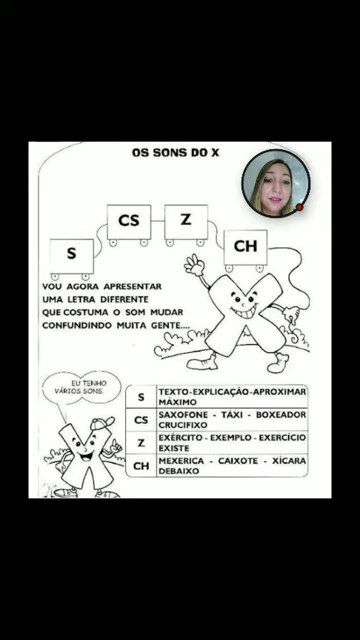 OS SONS DO X
S
CS
Z
CH
VOU AGORA APRESENTAR
UMA LETRA DIFERENTE
QUE COSTUMA O SOM MUDAR
CONFUNDINDO MUITA GENTE....
EU TENHO
VÁRIOS SONS.
S TEXTO-EXPLICAÇÃO-APROXIMAR
MÁXIMO
CS SAXOFONE - TÁXI - BOXEADOR
CRUCIFIXO
Z EXÉRCITO - EXEMPLO - EXERCÍCIO
EXISTE
CH MEXERICA - CAIXOTE - XÍCARA
DEBAIXO